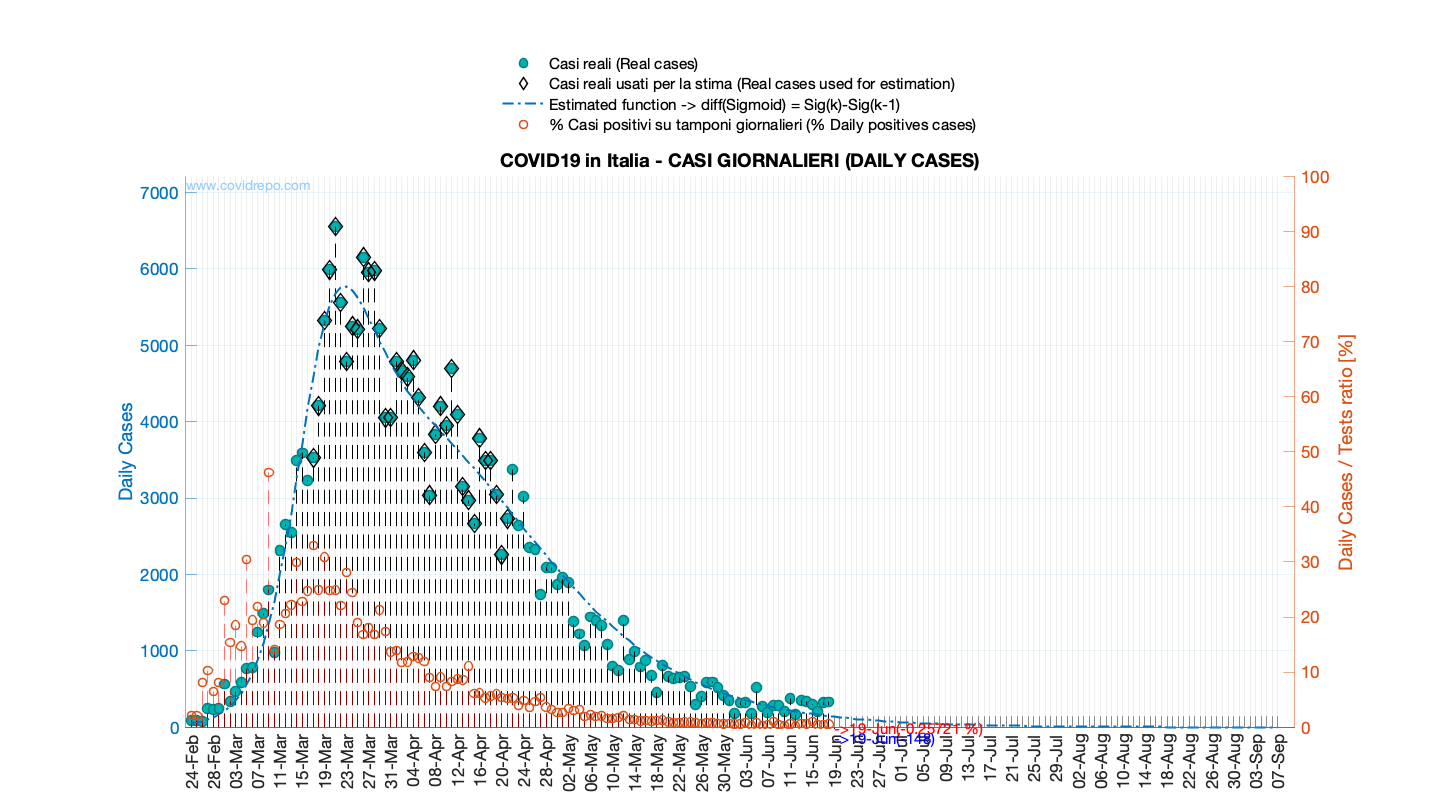 Casi reali (Real cases)
Casi reali usati per la stima (Real cases used for estimation)
Estimated function -> diff(Sigmoid) = Sig(k)-Sig(k-1)
% Casi positivi su tamponi giornalieri (% Daily positives cases)
COVID19 in Italia - CASI GIORNALIERI (DAILY CASES)
www.covidrepo.com
Daily Cases
7000
6000
5000
4000
3000
2000
1000
0
100
90
80
70
60
50
40
30
20
10
0
Daily Cases / Tests ratio [%]
24-Feb
28-Feb
03-Mar
07-Mar
11-Mar
15-Mar
19-Mar
23-Mar
27-Mar
31-Mar
04-Apr
08-Apr
12-Apr
16-Apr
20-Apr
24-Apr
28-Apr
02-May
06-May
10-May
14-May
18-May
22-May
26-May
30-May
03-Jun
07-Jun
11-Jun
15-Jun
19-Jun
23-Jun
27-Jun
01-Jul
05-Jul
09-Jul
13-Jul
17-Jul
21-Jul
25-Jul
29-Jul
02-Aug
06-Aug
10-Aug
14-Aug
18-Aug
22-Aug
26-Aug
30-Aug
03-Sep
07-Sep